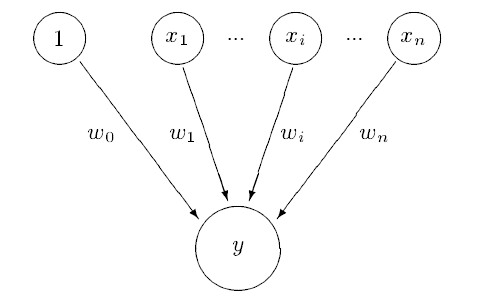 1 x₁ ... xᵢ ... xₙ
w₀ w₁ wᵢ wₙ
y